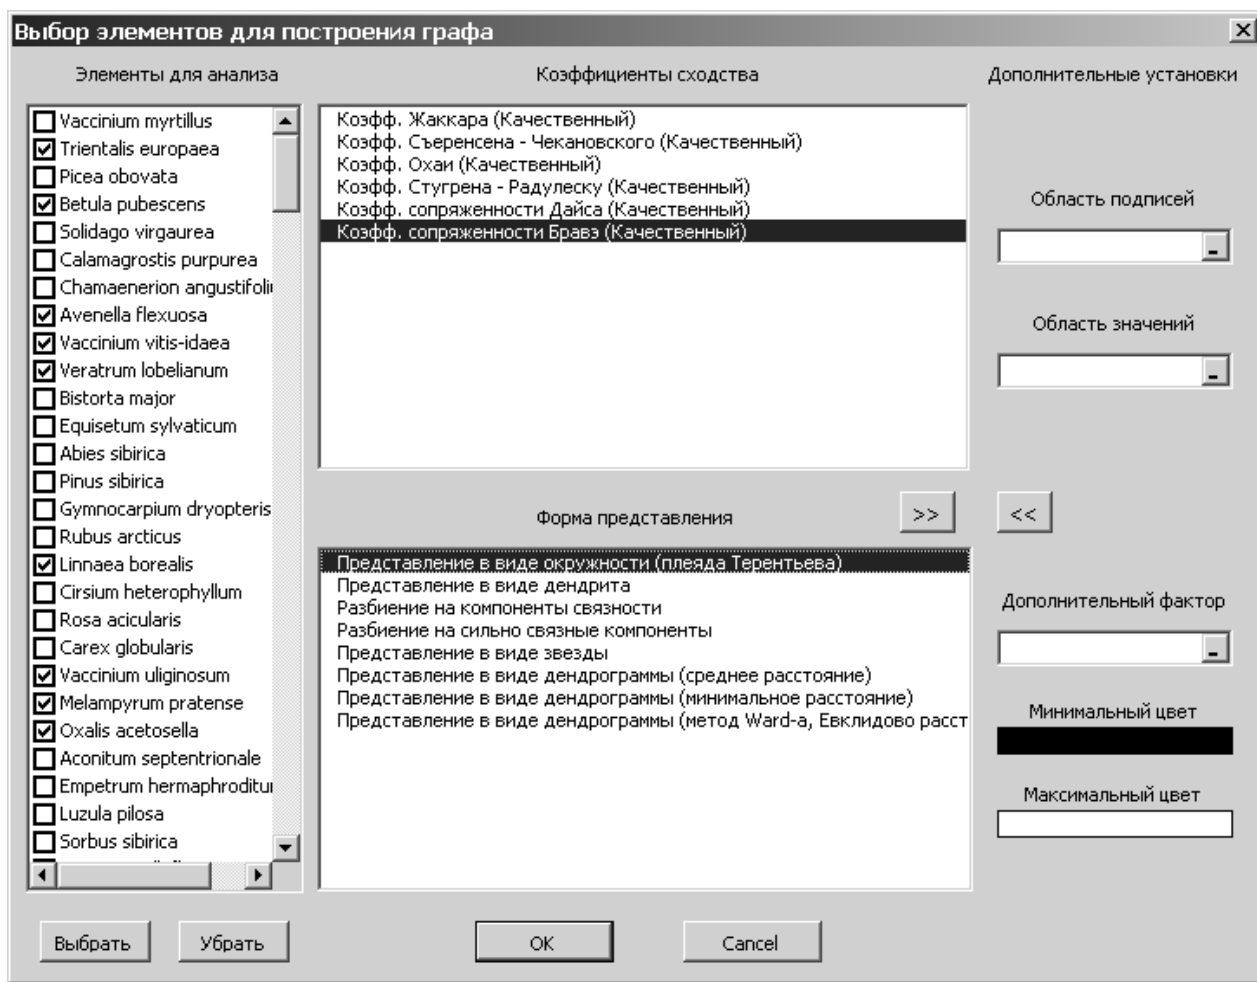 Выбор элементов для построения графа
Элементы для анализа
Vaccinium myrtillus
Trientalis europaea
Picea obovata
Betula pubescens
Solidago virgaurea
Calamagrostis purpurea
Chamaenerion angustifoli
Avenella flexuosa
Vaccinium vitis-idaea
Veratrum lobelianum
Bistorta major
Equisetum sylvaticum
Abies sibirica
Pinus sibirica
Gymnocarpium dryopteris
Rubus arcticus
Linnaea borealis
Cirsium heterophyllum
Rosa acicularis
Carex globularis
Vaccinium uliginosum
Melampyrum pratense
Oxalis acetosella
Aconitum septentrionale
Empetrum hermaphroditu
Luzula pilosa
Sorbus sibirica
Выбрать
Убрать
Коэффициенты сходства
Коэфф. Жаккара (Качественный)
Коэфф. Съеренсена - Чекановского (Качественный)
Коэфф. Охаи (Качественный)
Коэфф. Стугрена - Радулеску (Качественный)
Коэфф. сопряженности Дайса (Качественный)
Коэфф. сопряженности Бравэ (Качественный)
Форма представления
>>
<<
Представление в виде окружности (плеяда Терентьева)
Представление в виде дендрита
Разбиение на компоненты связности
Разбиение на сильно связные компоненты
Представление в виде звезды
Представление в виде дендрограммы (среднее расстояние)
Представление в виде дендрограммы (минимальное расстояние)
Представление в виде дендрограммы (метод Ward-а, Евклидово расст
OK
Cancel
Дополнительные установки
Область подписей
Область значений
Дополнительный фактор
Минимальный цвет
Максимальный цвет